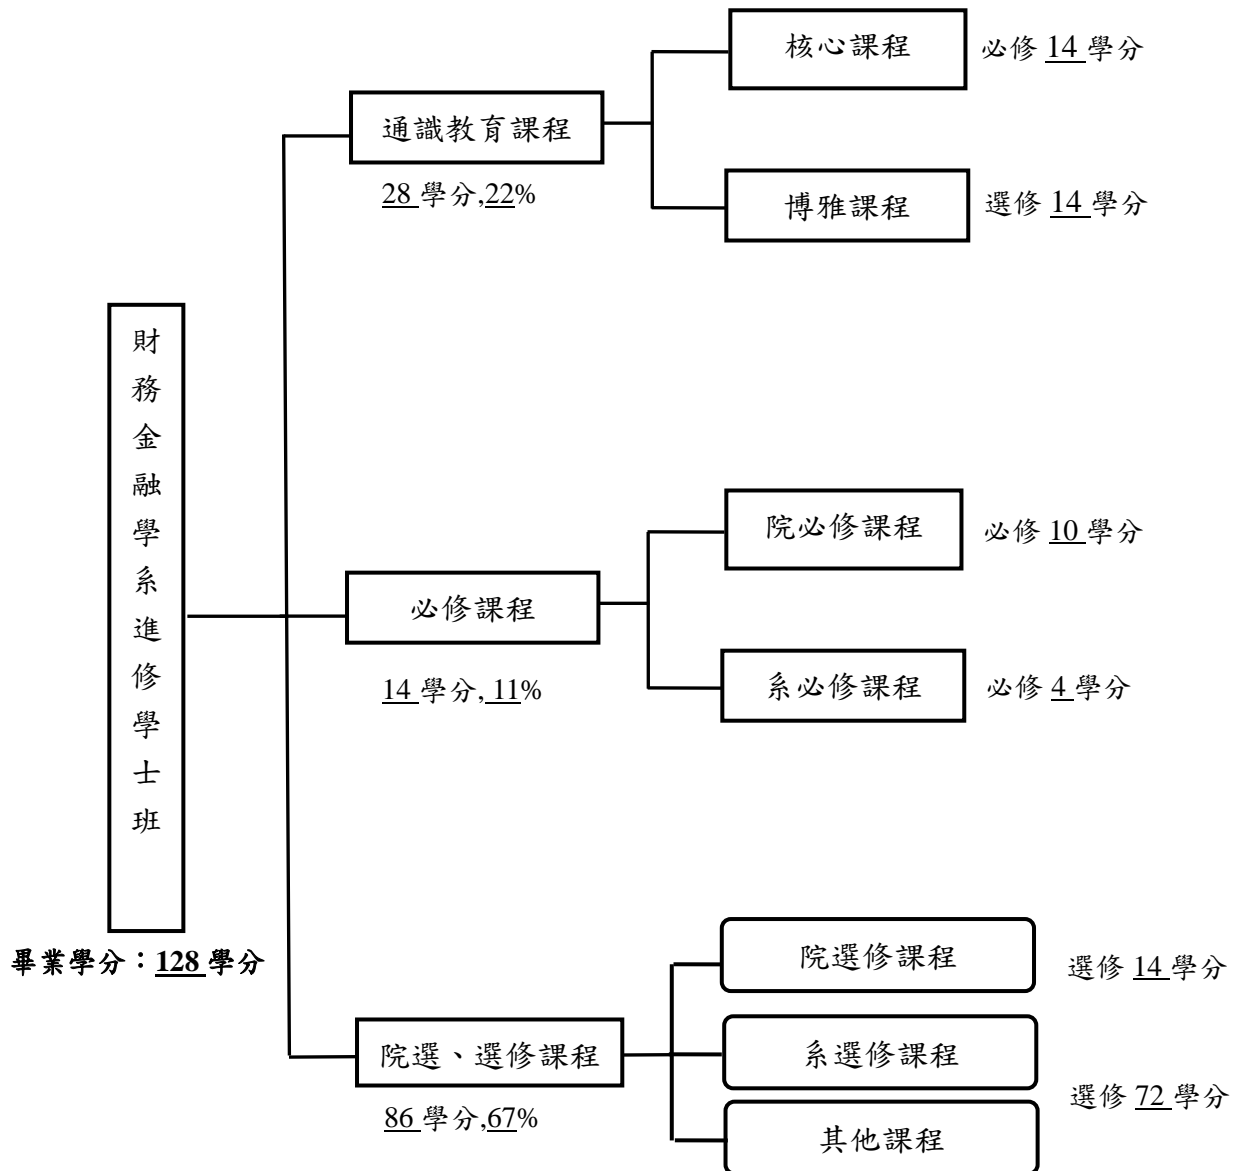 核心課程
必修 14 學分
通識教育課程
28 學分,22%
博雅課程
選修 14 學分
財務金融學系進修學士班
畢業學分：128 學分
院必修課程
必修 10 學分
必修課程
14 學分, 11%
系必修課程
必修 4 學分
院選修課程
選修 14 學分
院選、選修課程
86 學分,67%
系選修課程
選修 72 學分
其他課程